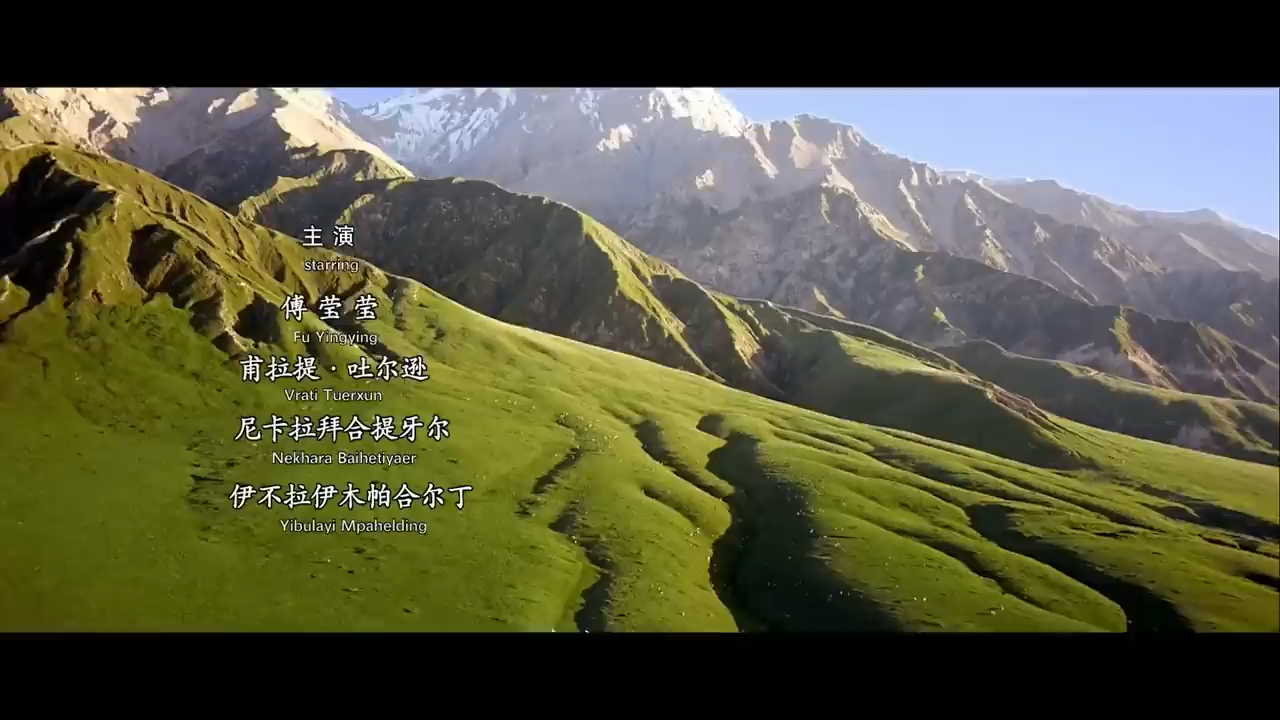 主演
starring
傅莹莹
Fu Yingying
甫拉提·吐尔逊
Vrati Tuerxun
尼卡拉拜合提牙尔
Nekhara Baihetiyaer
伊不拉伊木帕合尔丁
Yibulayi Mpahelding